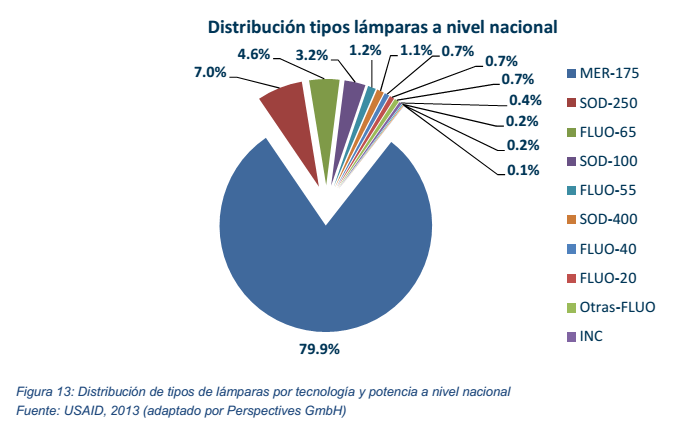 Distribución tipos lámparas a nivel nacional
7.0%
4.6%
3.2%
1.2%
1.1%
0.7%
0.7%
0.7%
0.4%
0.2%
0.2%
0.1%
79.9%
MER-175
SOD-250
FLUO-65
SOD-100
FLUO-55
SOD-400
FLUO-40
FLUO-20
Otras-FLUO
INC
Figura 13: Distribución de tipos de lámparas por tecnología y potencia a nivel nacional
Fuente: USAID, 2013 (adaptado por Perspectives GmbH)